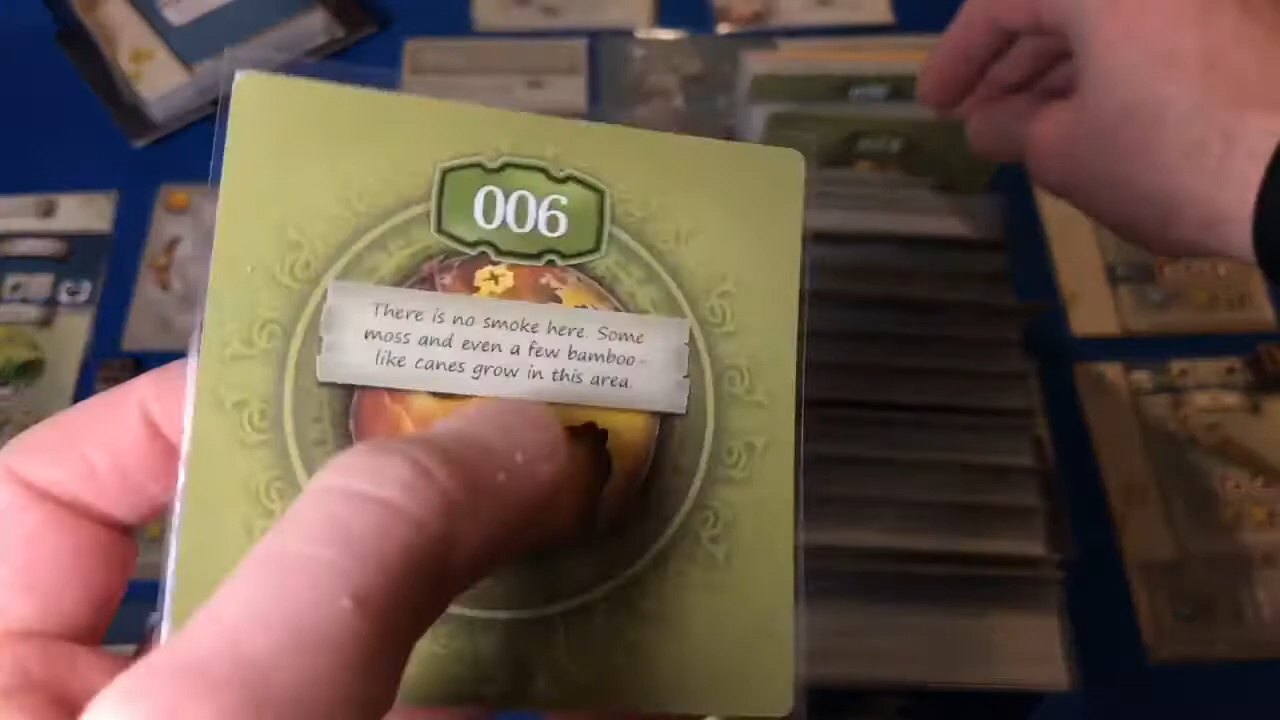 006
There is no smoke here. Some
moss and even a few bamboo-
like canes grow in this area.